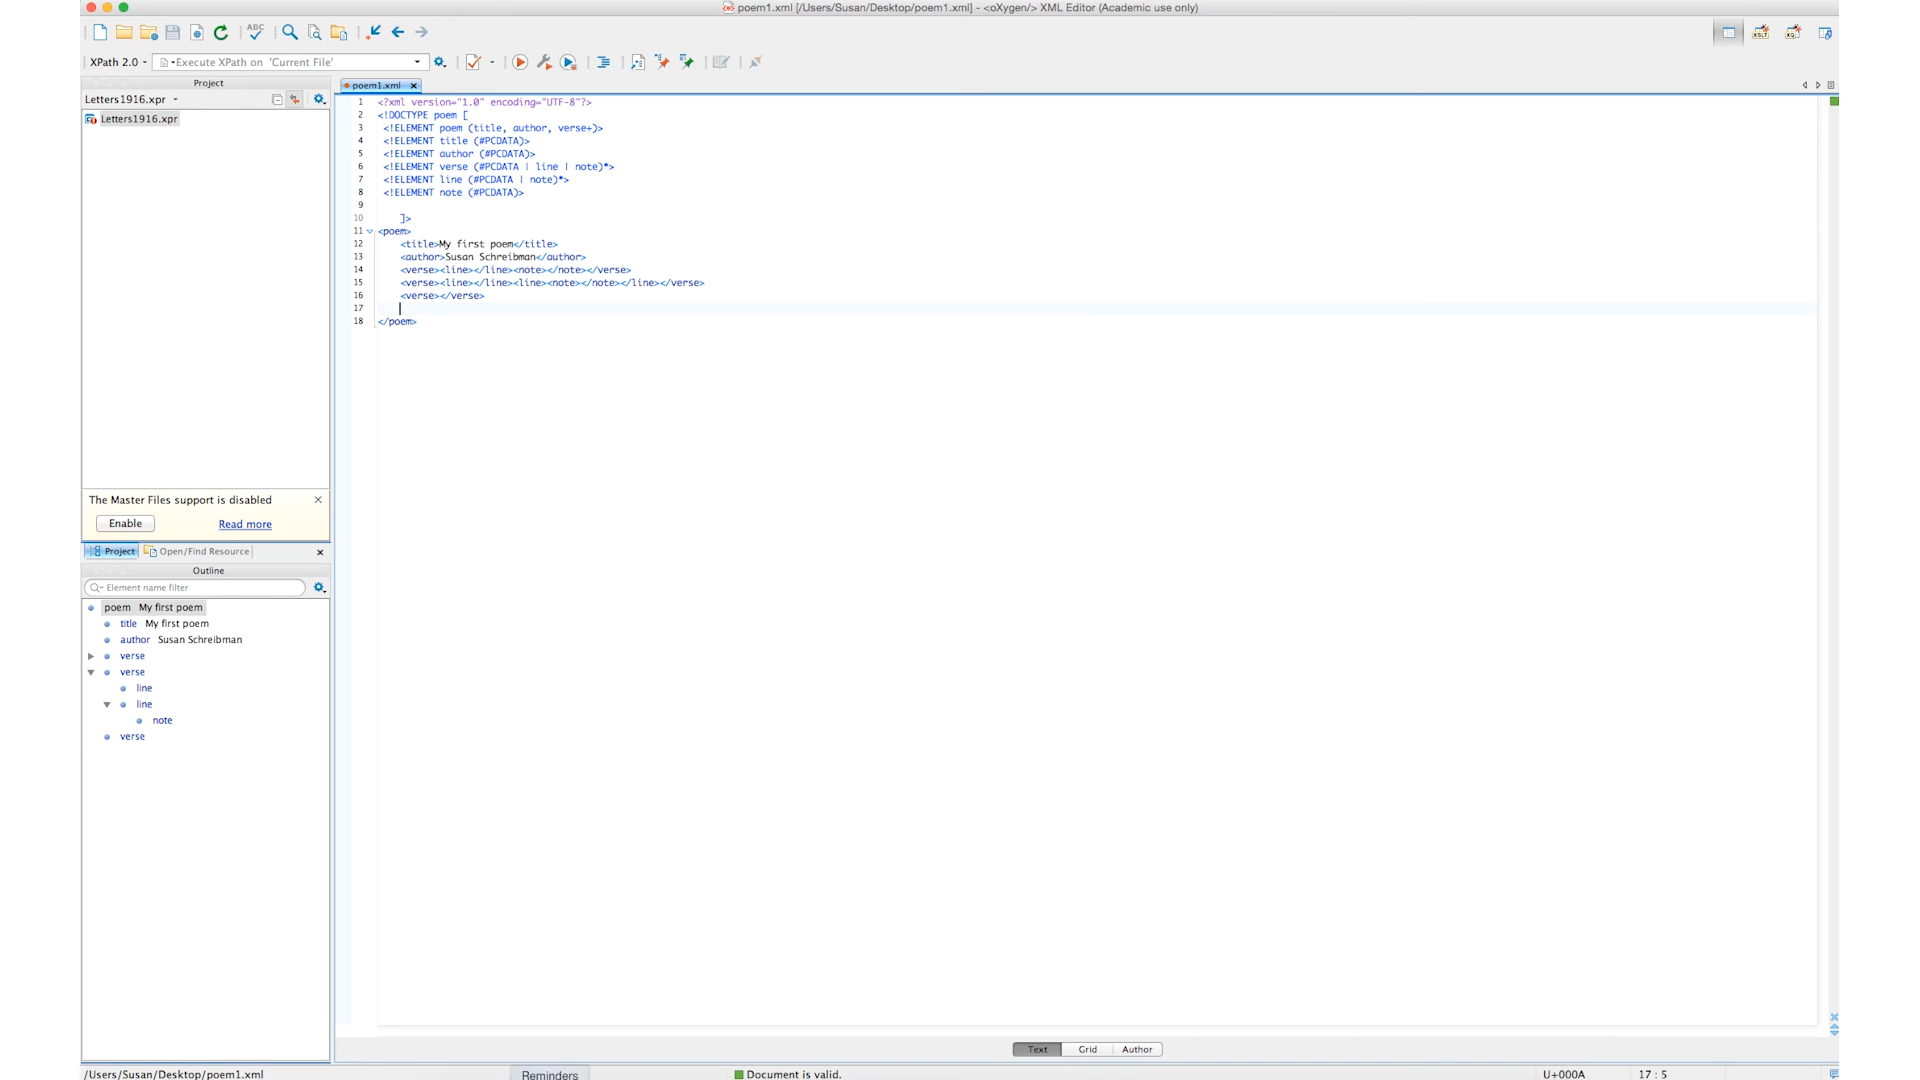 poem1.xml [/Users/Susan/Desktop/poem1.xml] - <oXygen/> XML Editor (Academic use only)
ABC
XSLT
XQ
XPath 2.0
Execute XPath on 'Current File'
Project
poem1.xml
Letters1916.xpr
Letters1916.xpr
1 <?xml version="1.0" encoding="UTF-8"?>
2 <!DOCTYPE poem [
3 <!ELEMENT poem (title, author, verse+)>
4 <!ELEMENT title (#PCDATA)>
5 <!ELEMENT author (#PCDATA)>
6 <!ELEMENT verse (#PCDATA | line | note)*>
7 <!ELEMENT line (#PCDATA | note)*>
8 <!ELEMENT note (#PCDATA)>
9
10 ]>
11 <poem>
12 <title>My first poem</title>
13 <author>Susan Schreibman</author>
14 <verse><line></line><note></note></verse>
15 <verse><line></line><line><note></note></line></verse>
16 <verse></verse>
17
18 </poem>
The Master Files support is disabled
Enable Read more
Project Open/Find Resource
Outline
Element name filter
poem My first poem
title My first poem
author Susan Schreibman
verse
verse
line
line
note
verse
Text Grid Author
/Users/Susan/Desktop/poem1.xml Reminders Document is valid. U+000A 17 : 5